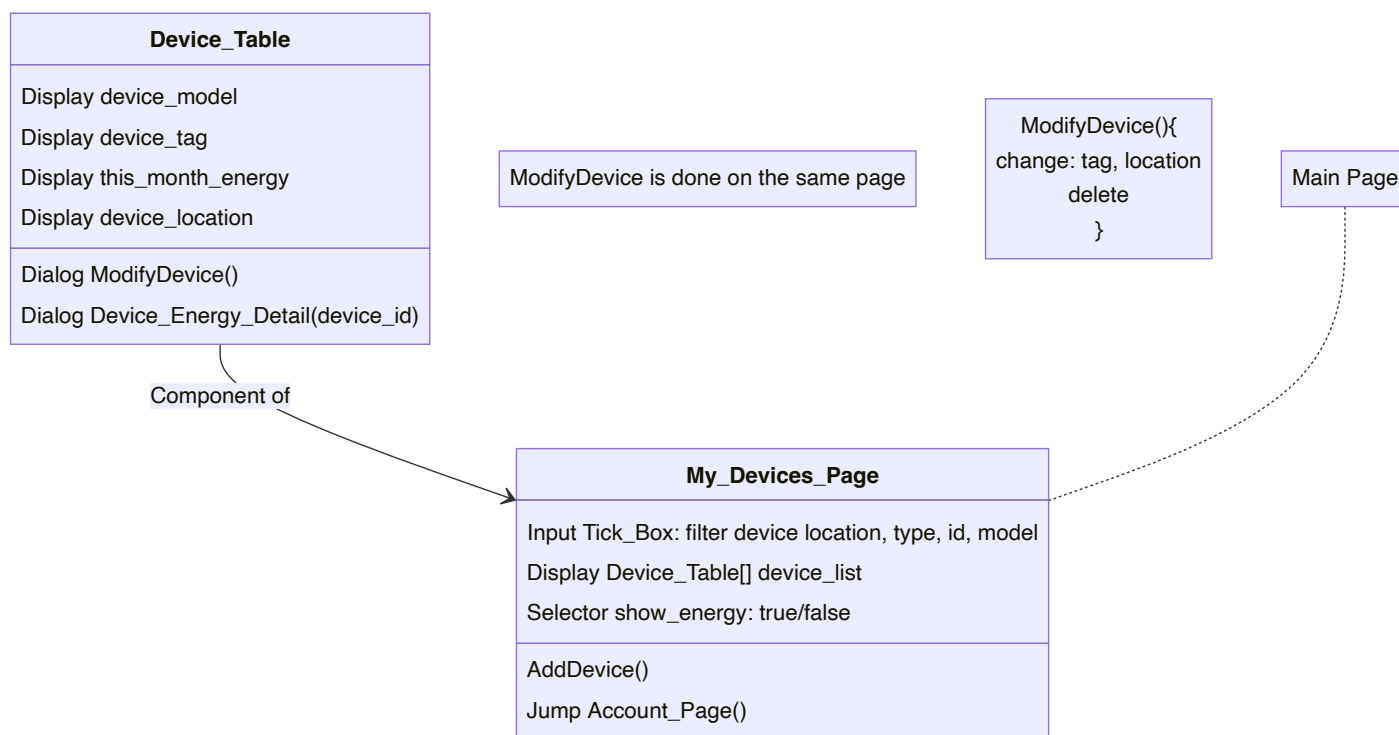 Device_Table
Display device_model
Display device_tag
Display this_month_energy
Display device_location
Dialog ModifyDevice()
Dialog Device_Energy_Detail(device_id)
ModifyDevice is done on the same page
ModifyDevice(){
change: tag, location
delete
}
Main Page
Component of
My_Devices_Page
Input Tick_Box: filter device location, type, id, model
Display Device_Table[] device_list
Selector show_energy: true/false
AddDevice()
Jump Account_Page()